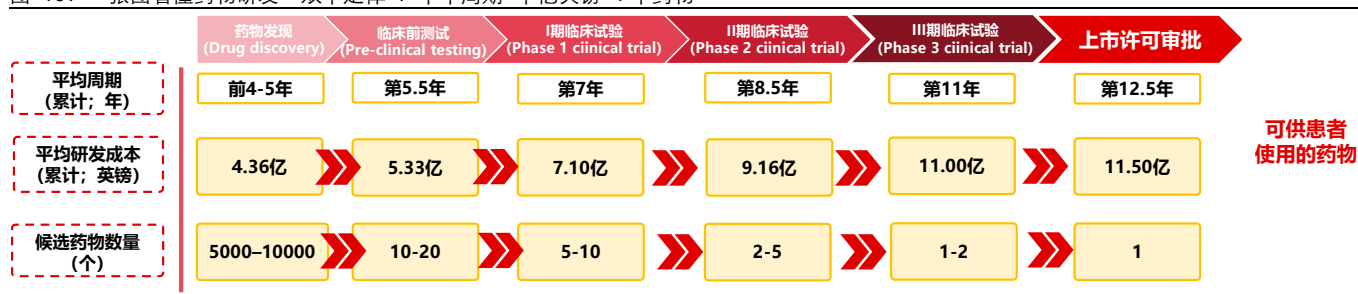 药物发现
(Drug discovery)
临床前测试
(Pre-clinical testing)
I期临床试验
(Phase 1 ciinical trial)
II期临床试验
(Phase 2 ciinical trial)
III期临床试验
(Phase 3 ciinical trial)
上市许可审批
平均周期
(累计；年)
前4-5年
第5.5年
第7年
第8.5年
第11年
第12.5年
平均研发成本
(累计；英镑)
4.36亿
5.33亿
7.10亿
9.16亿
11.00亿
11.50亿
可供患者
使用的药物
候选药物数量
(个)
5000–10000
10-20
5-10
2-5
1-2
1